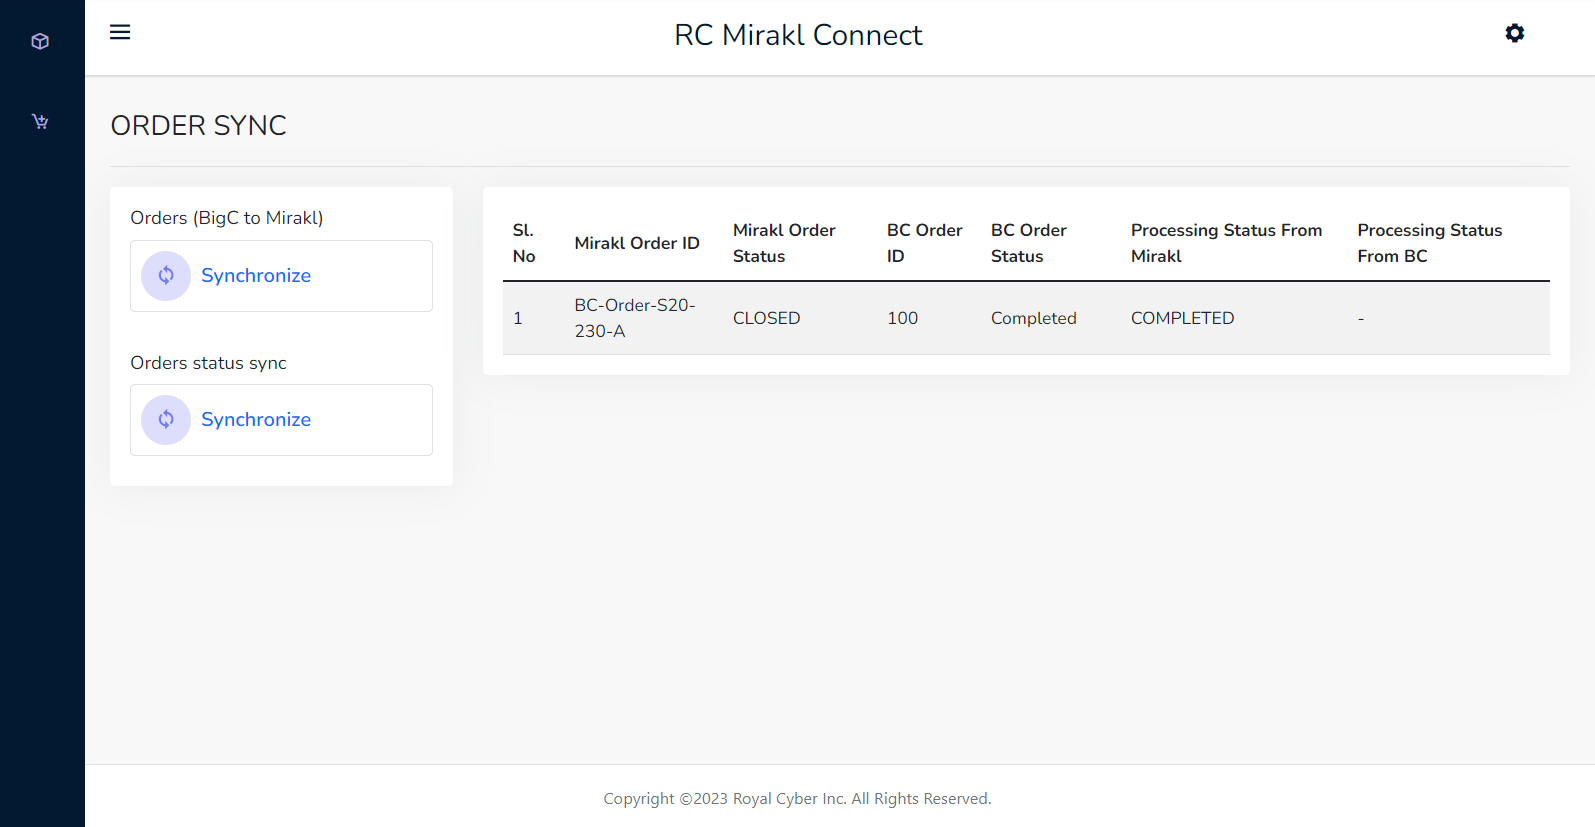 RC Mirakl Connect
ORDER SYNC
Orders (BigC to Mirakl)
Synchronize
Orders status sync
Synchronize
Sl. No
Mirakl Order ID
Mirakl Order Status
BC Order ID
BC Order Status
Processing Status From Mirakl
Processing Status From BC
1
BC-Order-S20-
230-A
CLOSED
100
Completed
COMPLETED
-
Copyright ©2023 Royal Cyber Inc. All Rights Reserved.